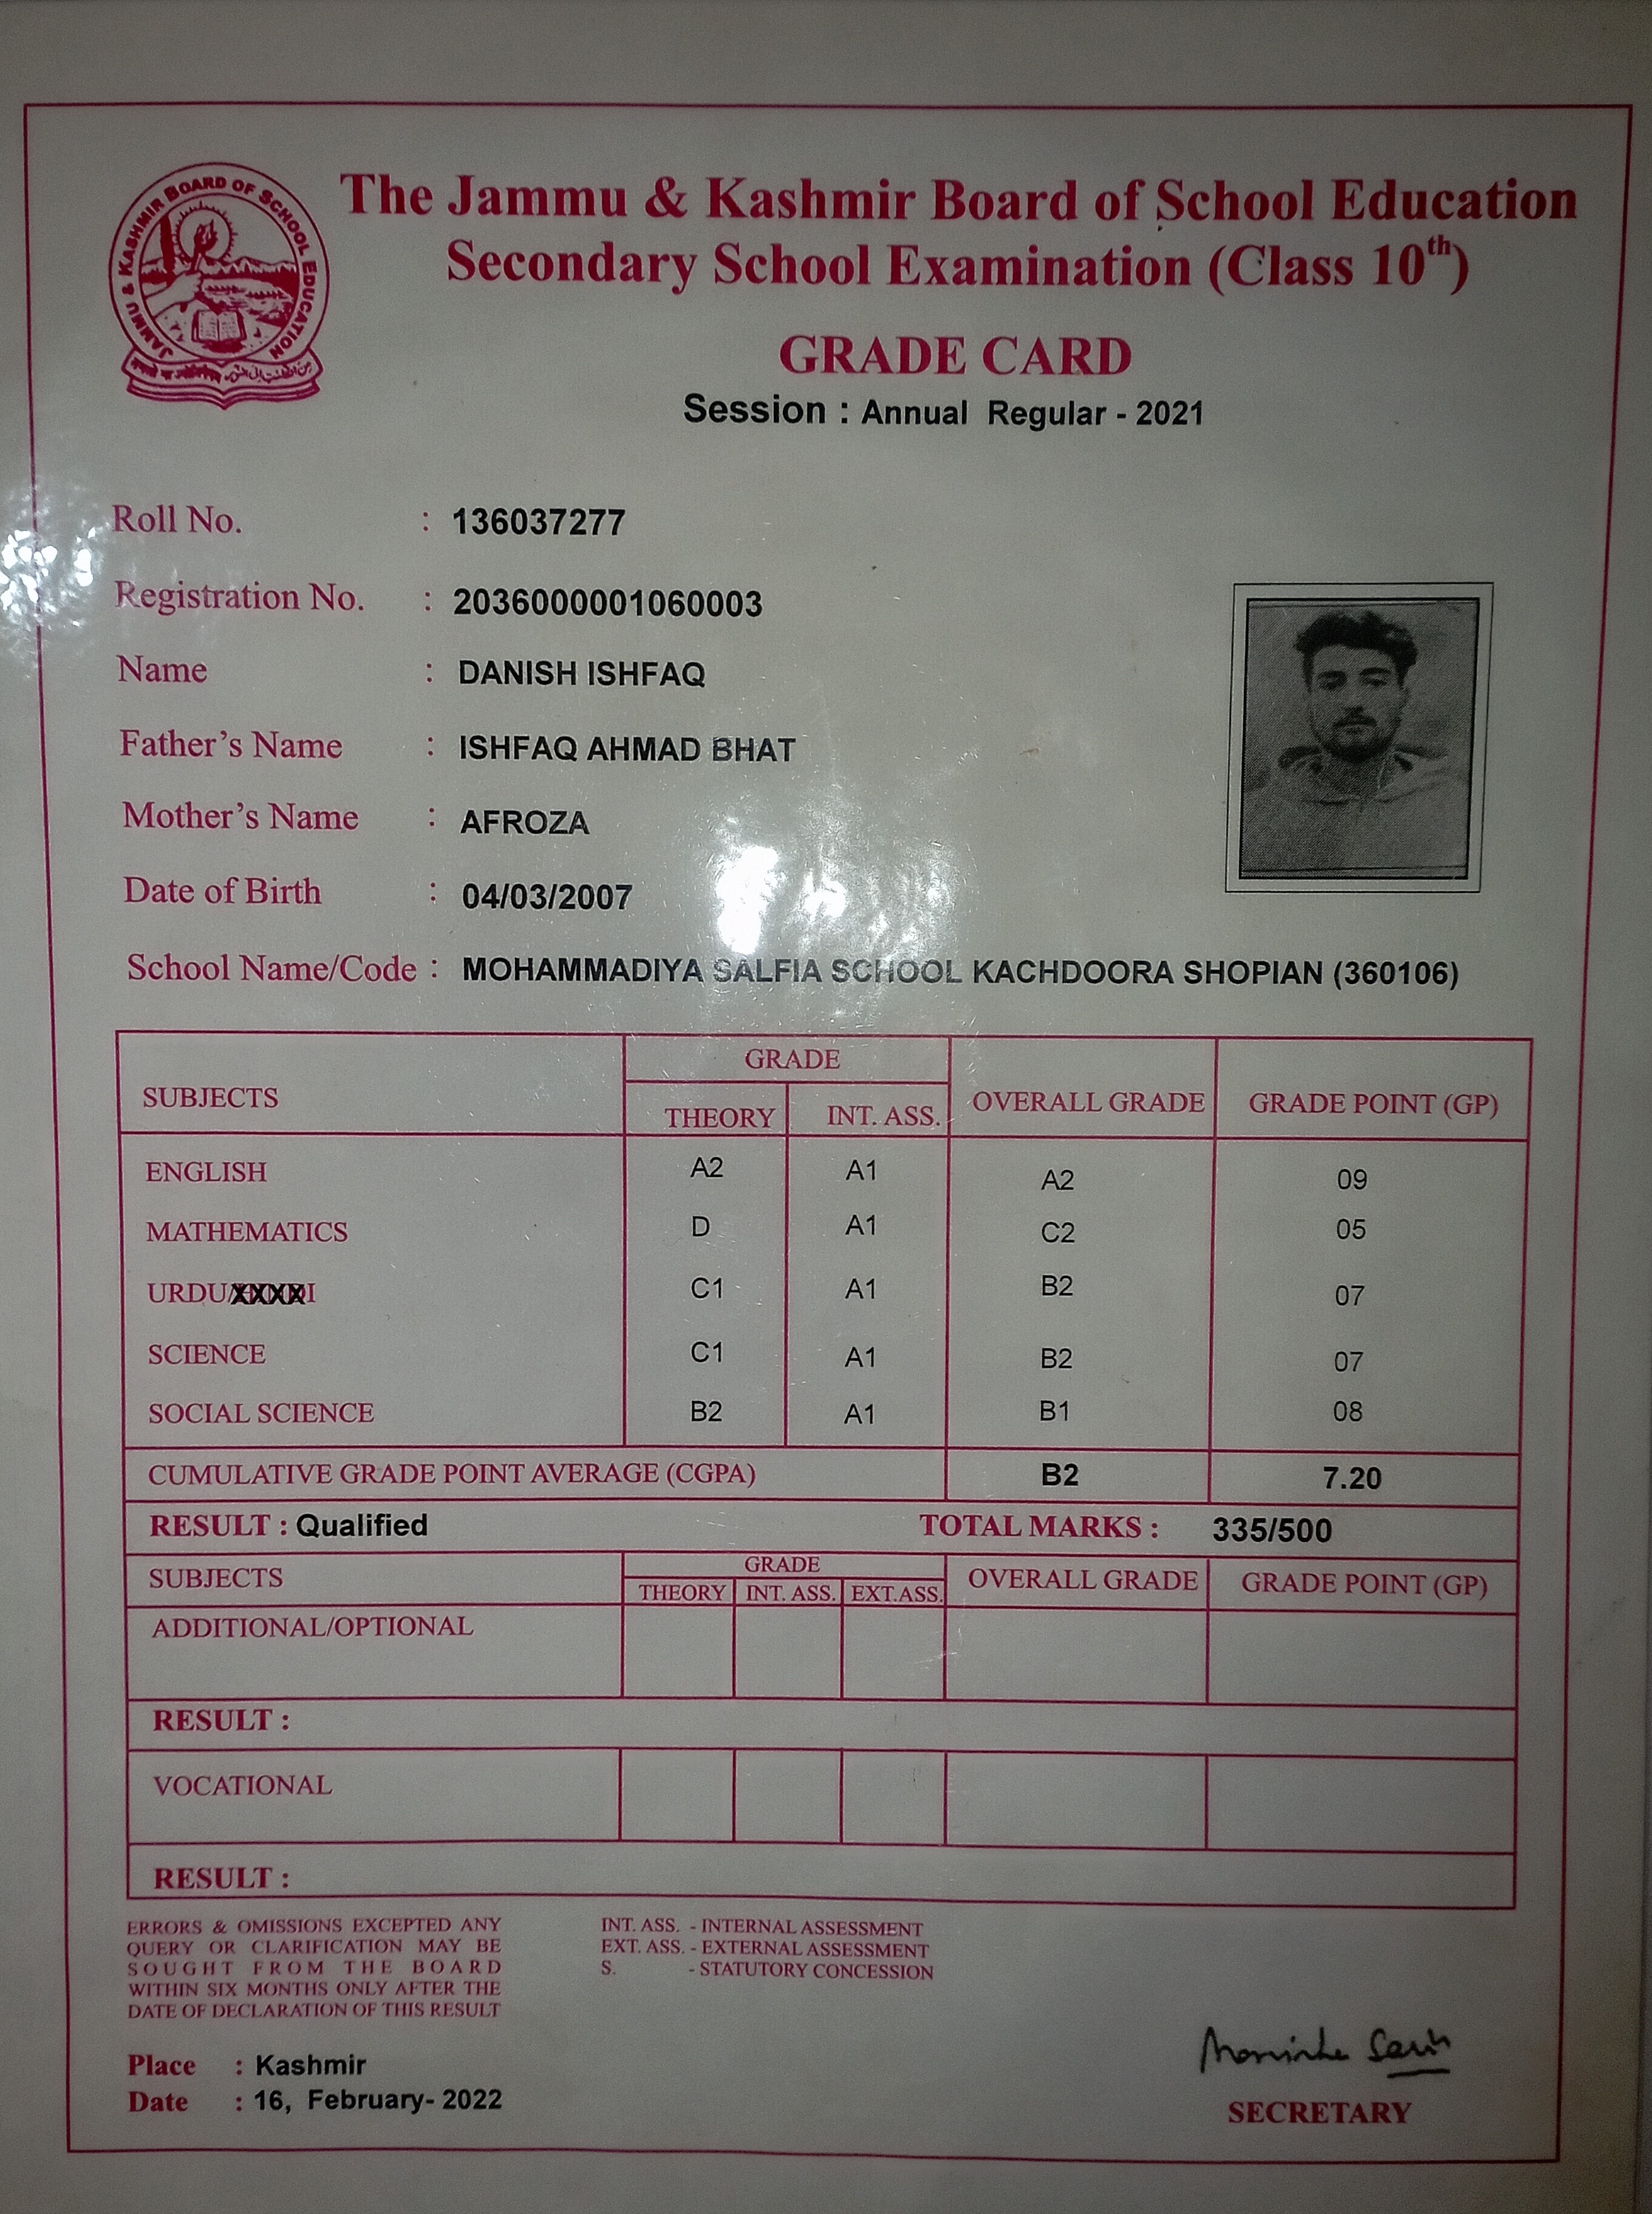 JAMMU & KASHMIR BOARD OF SCHOOL EDUCATION
The Jammu & Kashmir Board of School Education
Secondary School Examination (Class 10th)
GRADE CARD
Session : Annual Regular - 2021
Roll No. : 136037277
Registration No. : 2036000001060003
Name : DANISH ISHFAQ
Father's Name : ISHFAQ AHMAD BHAT
Mother's Name : AFROZA
Date of Birth : 04/03/2007
School Name/Code : MOHAMMADIYA SALFIA SCHOOL KACHDOORA SHOPIAN (360106)
SUBJECTS GRADE OVERALL GRADE GRADE POINT (GP)
THEORY INT. ASS.
ENGLISH A2 A1 A2 09
MATHEMATICS D A1 C2 05
URDU/XXXXI C1 A1 B2 07
SCIENCE C1 A1 B2 07
SOCIAL SCIENCE B2 A1 B1 08
CUMULATIVE GRADE POINT AVERAGE (CGPA) B2 7.20
RESULT : Qualified TOTAL MARKS : 335/500
SUBJECTS GRADE OVERALL GRADE GRADE POINT (GP)
THEORY INT. ASS. EXT.ASS.
ADDITIONAL/OPTIONAL
RESULT :
VOCATIONAL
RESULT :
ERRORS & OMISSIONS EXCEPTED ANY
QUERY OR CLARIFICATION MAY BE
SOUGHT FROM THE BOARD
WITHIN SIX MONTHS ONLY AFTER THE
DATE OF DECLARATION OF THIS RESULT
INT. ASS. - INTERNAL ASSESSMENT
EXT. ASS. - EXTERNAL ASSESSMENT
S. - STATUTORY CONCESSION
Place : Kashmir
Date : 16, February- 2022
SECRETARY